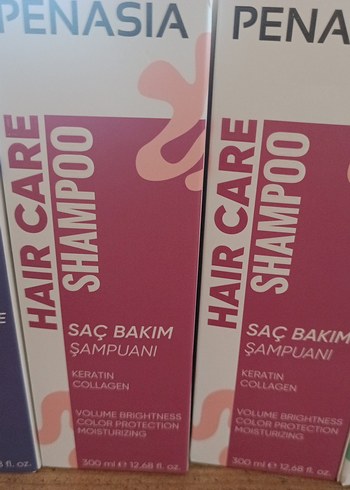 PENASIA
HAIR CARE
SHAMPOO
SAÇ BAKIM
ŞAMPUANI
KERATIN
COLLAGEN
VOLUME BRIGHTNESS
COLOR PROTECTION
MOISTURIZING
300 ml ℮ 12.68 fl. oz.
PENA
HAIR CARE
SHAMPOO
SAÇ BAKIM
ŞAMPUANI
KERATIN
COLLAGEN
VOLUME BRIGHTNESS
COLOR PROTECTION
MOISTURIZING
300 ml ℮ 12.68 fl. oz.
fl. oz.